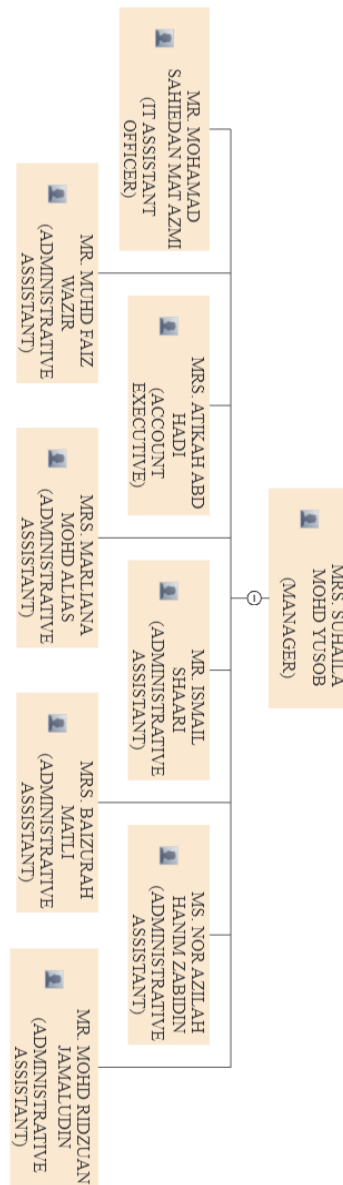 MRS. SUHAILA
MOHD YUSOB
(MANAGER)
MR. MOHAMAD
SAHIEDAN MAT AZMI
(IT ASSISTANT
OFFICER)
MRS. ATIKAH ABD
HADI
(ACCOUNT
EXECUTIVE)
MR. ISMAIL
SHAARI
(ADMINISTRATIVE
ASSISTANT)
MS. NOR AZILAH
HANIM ZABIDIN
(ADMINISTRATIVE
ASSISTANT)
MR. MUHD FAIZ
WAZIR
(ADMINISTRATIVE
ASSISTANT)
MRS. MARLIANA
MOHD ALIAS
(ADMINISTRATIVE
ASSISTANT)
MRS. BAIZURAH
MATLI
(ADMINISTRATIVE
ASSISTANT)
MR. MOHD RIDZUAN
JAMALUDIN
(ADMINISTRATIVE
ASSISTANT)